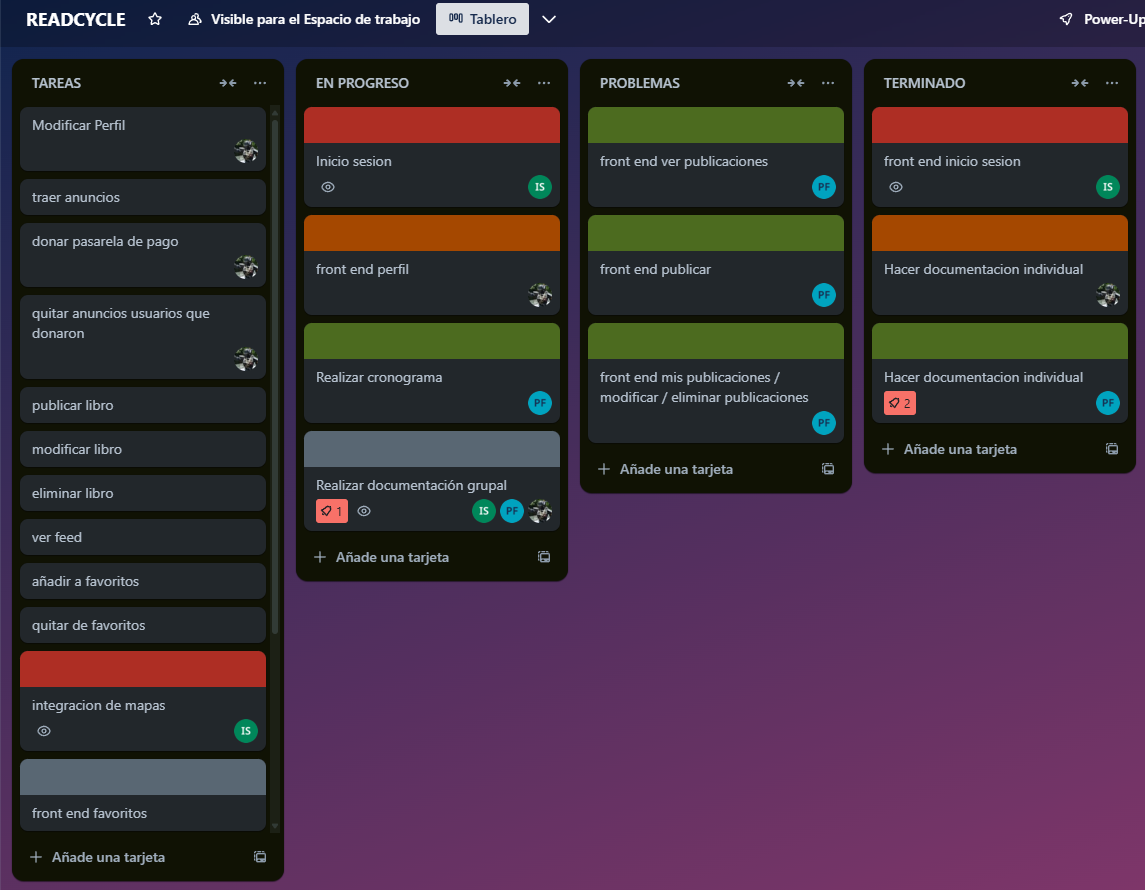 READCYCLE
Visible para el Espacio de trabajo
Tablero
Power-Up
TAREAS
Modificar Perfil
traer anuncios
donar pasarela de pago
quitar anuncios usuarios que
donaron
publicar libro
modificar libro
eliminar libro
ver feed
añadir a favoritos
quitar de favoritos
integracion de mapas
IS
front end favoritos
Añade una tarjeta
EN PROGRESO
Inicio sesion
IS
front end perfil
Realizar cronograma
PF
Realizar documentación grupal
1
IS PF
Añade una tarjeta
PROBLEMAS
front end ver publicaciones
PF
front end publicar
PF
front end mis publicaciones /
modificar / eliminar publicaciones
PF
Añade una tarjeta
TERMINADO
front end inicio sesion
IS
Hacer documentacion individual
Hacer documentacion individual
2
PF
Añade una tarjeta